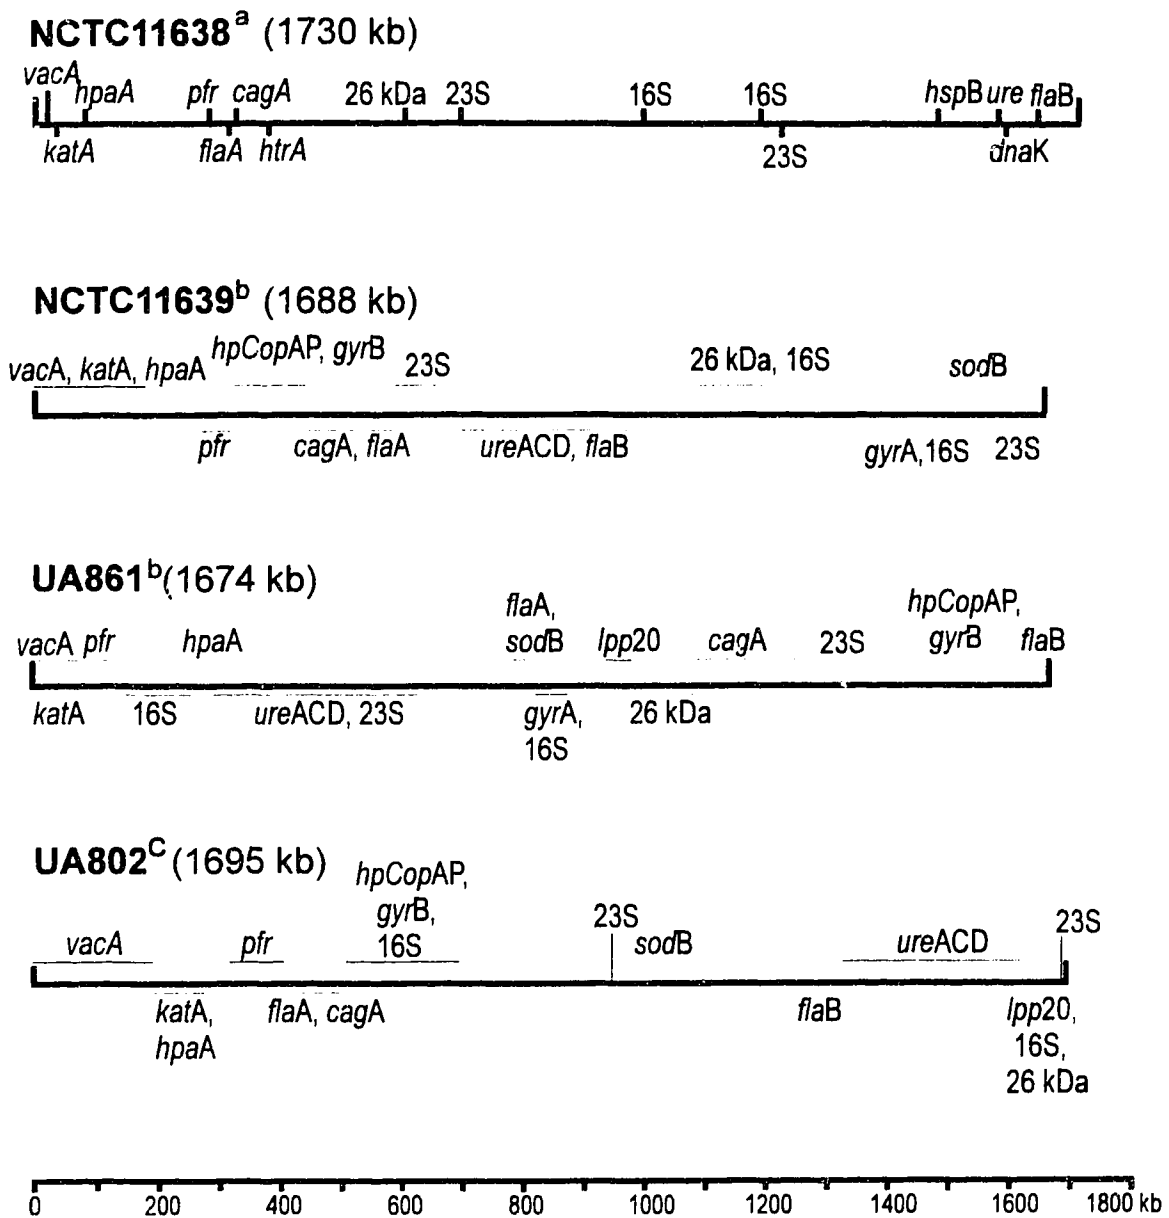 NCTC11638a (1730 kb)
vacA hpaA pfr cagA 26 kDa 23S 16S 16S hspB ure flaB
katA flaA htrA 23S dnaK
NCTC11639b (1688 kb)
hpCopAP, gyrB
vacA, katA, hpaA 23S 26 kDa, 16S sodB
pfr cagA, flaA ureACD, flaB gyrA,16S 23S
UA861b(1674 kb)
flaA, hpCopAP,
vacA pfr hpaA sodB lpp20 cagA 23S gyrB flaB
katA 16S ureACD, 23S gyrA, 26 kDa
16S
UA802C (1695 kb)
hpCopAP,
gyrB, 23S 23S
vacA pfr 16S sodB ureACD
katA, flaA, cagA flaB lpp20,
hpaA 16S,
26 kDa
0 200 400 600 800 1000 1200 1400 1600 1800 kb